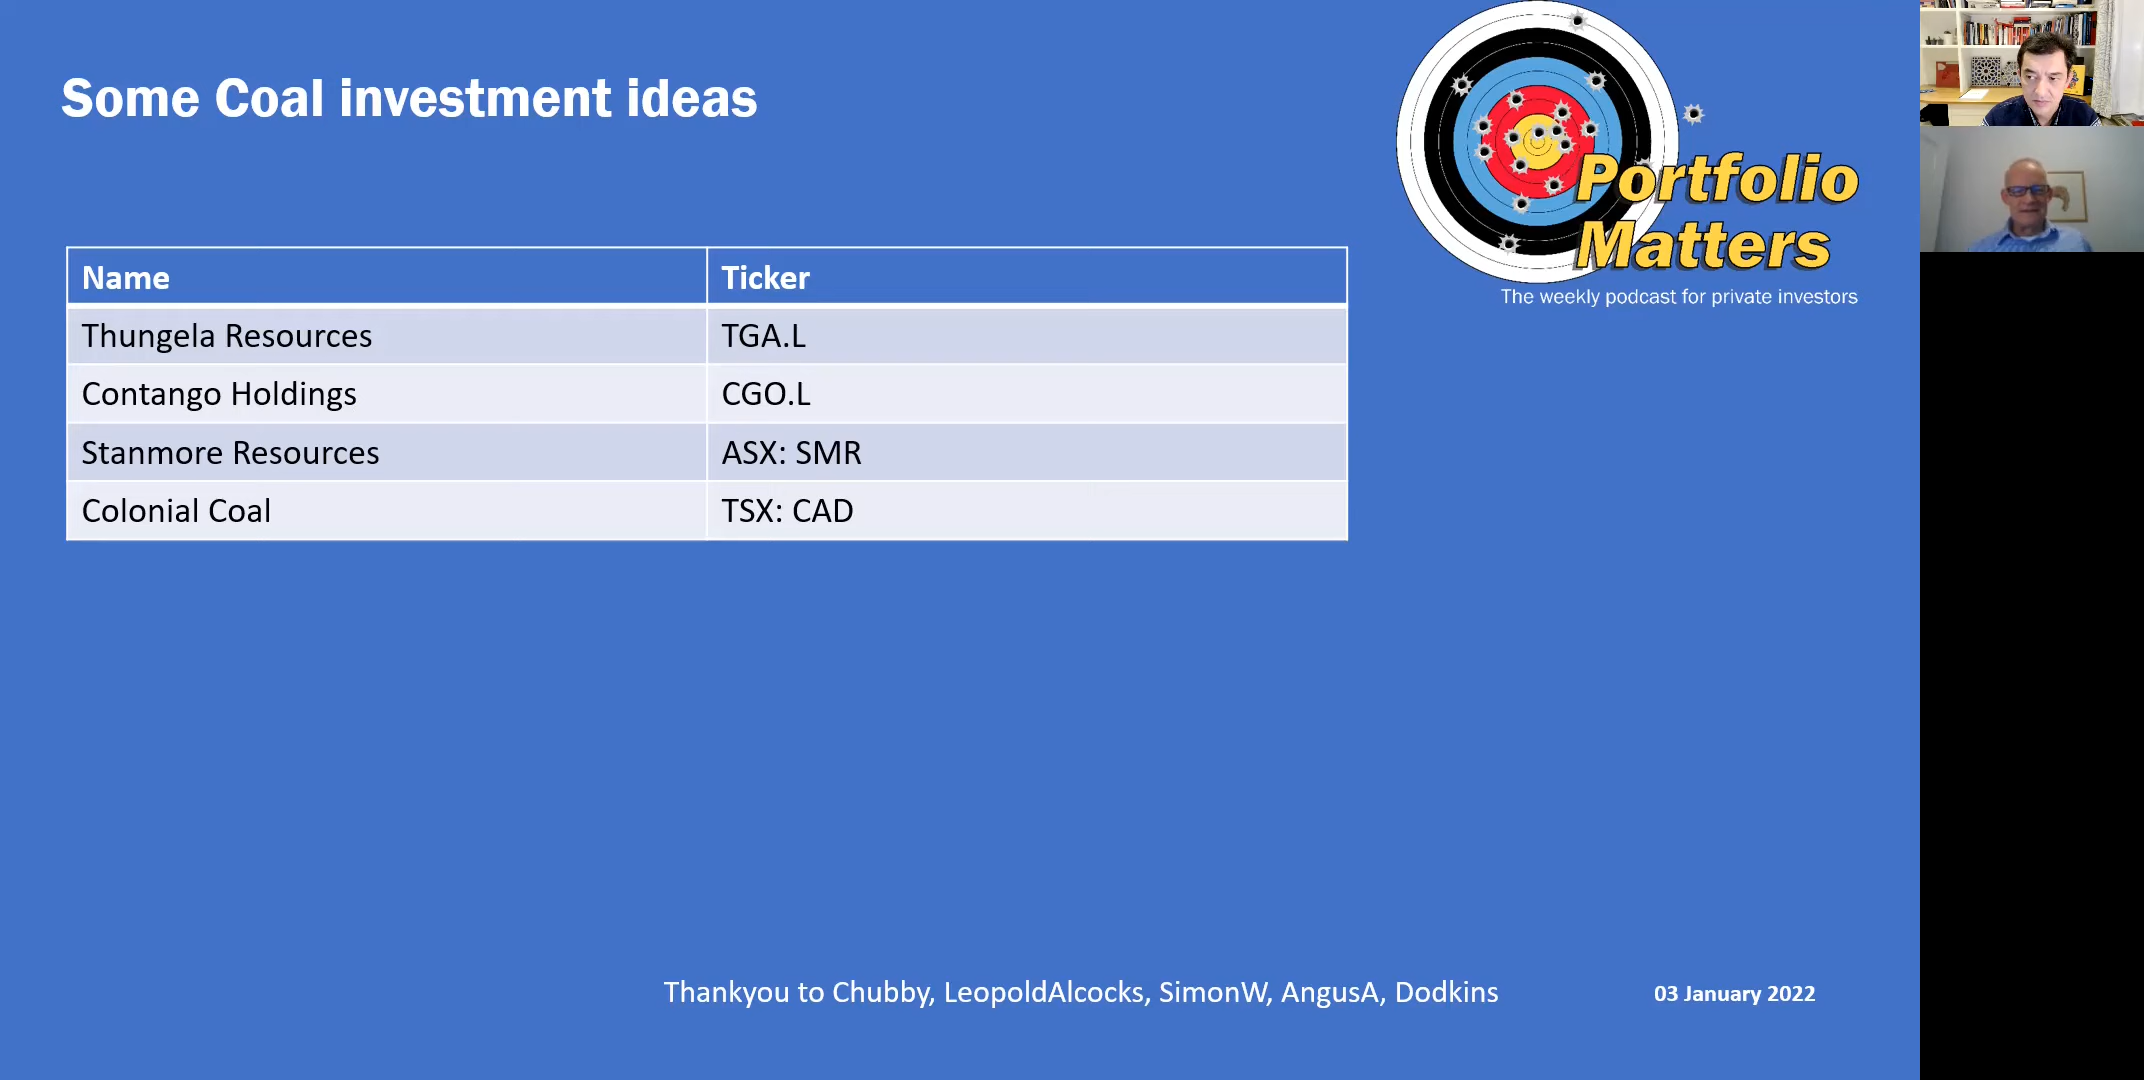 Some Coal investment ideas
Portfolio
Matters
The weekly podcast for private investors
Name Ticker
Thungela Resources TGA.L
Contango Holdings CGO.L
Stanmore Resources ASX: SMR
Colonial Coal TSX: CAD
Thankyou to Chubby, LeopoldAlcocks, SimonW, AngusA, Dodkins
03 January 2022